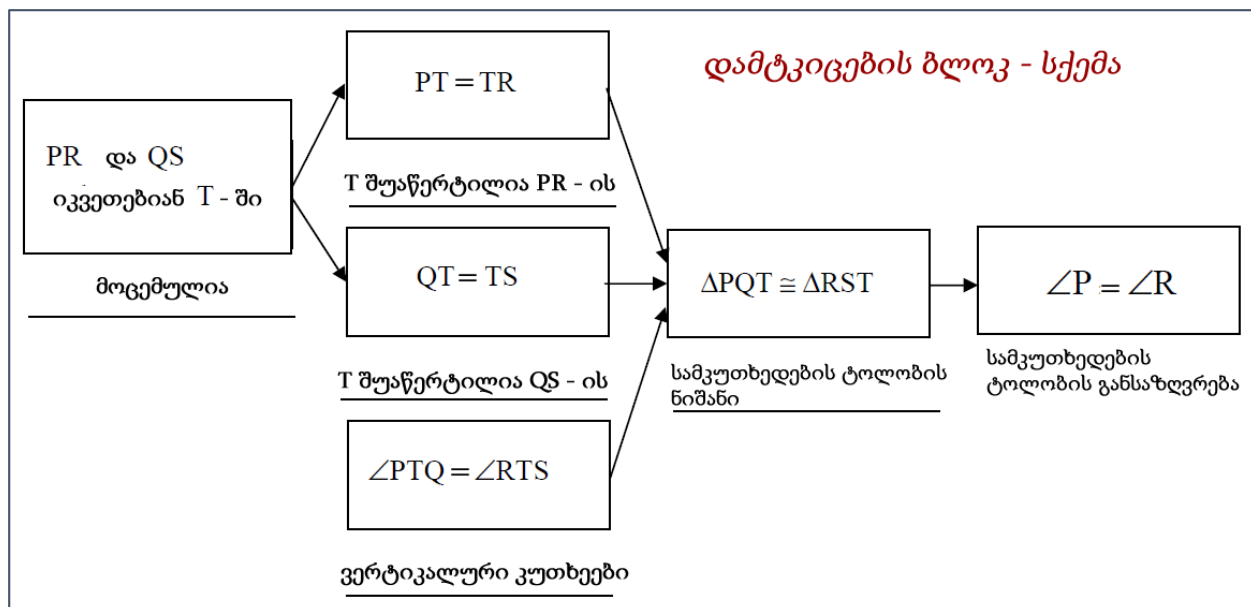 დამტკიცების ბლოკ - სქემა
PR და QS
იკვეთებიან T - ში
მოცემულია
PT = TR
T შუაწერტილია PR - ის
QT = TS
T შუაწერტილია QS - ის
∠PTQ = ∠RTS
ვერტიკალური კუთხეები
ΔPQT ≅ ΔRST
სამკუთხედების ტოლობის
ნიშანი
∠P = ∠R
სამკუთხედების
ტოლობის განსაზღვრება